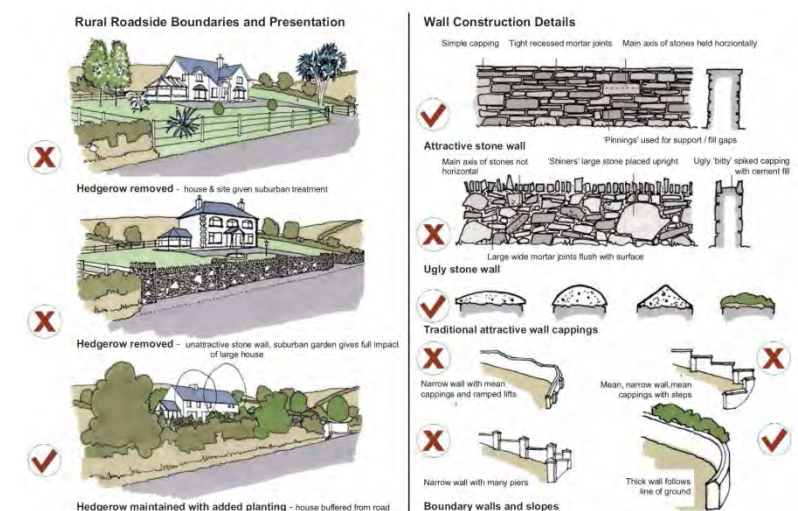 Rural Roadside Boundaries and Presentation
Hedgerow removed - house & site given suburban treatment
Hedgerow removed - unattractive stone wall, suburban garden gives full impact
of large house
Hedgerow maintained with added planting - house buffered from road
Wall Construction Details
Simple capping
Tight recessed mortar joints
Main axis of stones held horziontally
'Pinnings' used for support / fill gaps
Attractive stone wall
Main axis of stones not
horizontal
'Shiners' large stone placed upright
Ugly 'bitty' spiked capping
with cement fill
Large wide mortar joints flush with surface
Ugly stone wall
Traditional attractive wall cappings
Narrow wall with mean
cappings and ramped lifts
Mean, narrow wall,mean
cappings with steps
Narrow wall with many piers
Thick wall follows
line of ground
Boundary walls and slopes